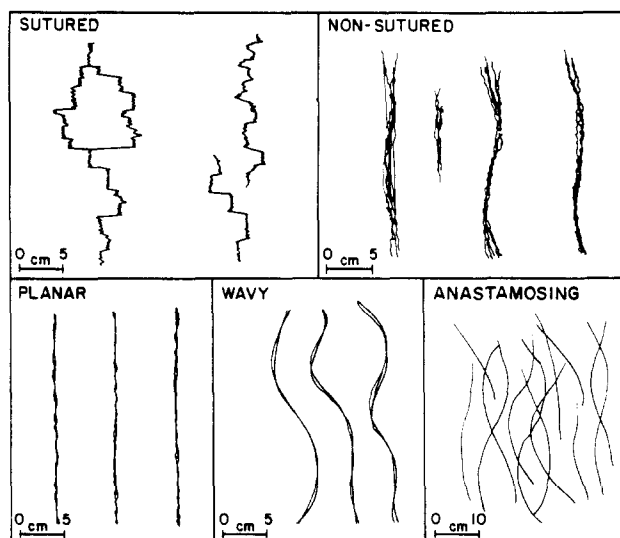 SUTURED
0 cm 5
NON-SUTURED
0 cm 5
PLANAR
0 cm 5
WAVY
0 cm 5
ANASTAMOSING
0 cm 10